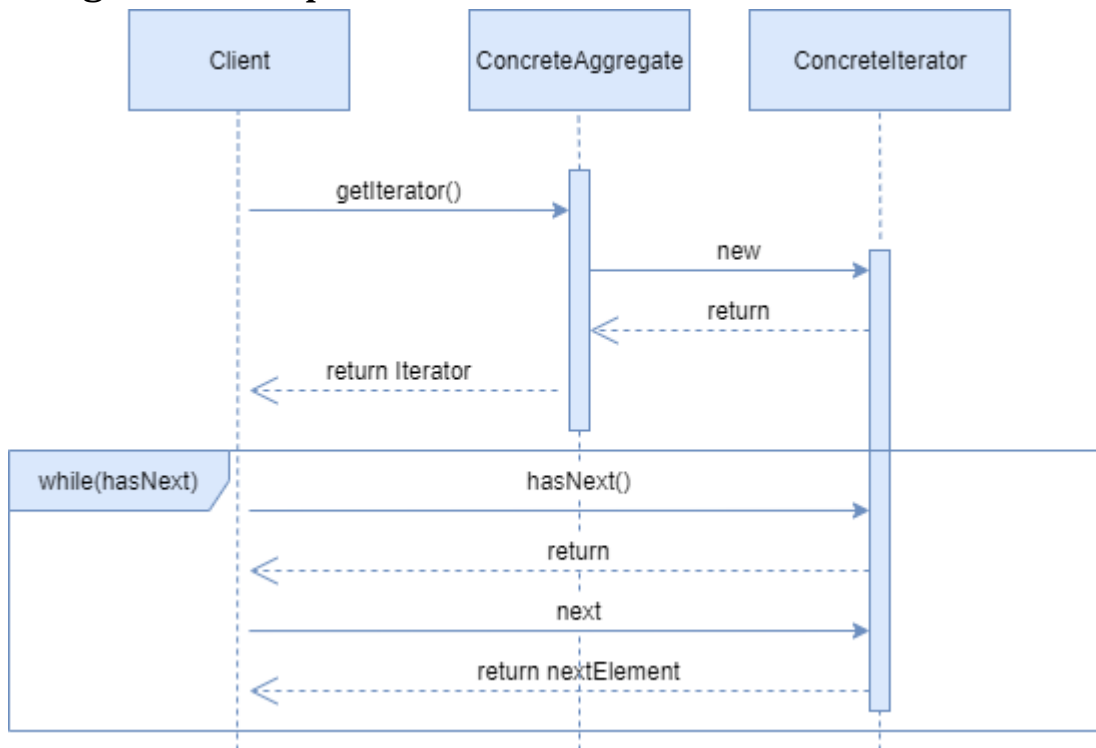 Client
ConcreteAggregate
ConcreteIterator
getIterator()
new
return
return Iterator
while(hasNext)
hasNext()
return
next
return nextElement